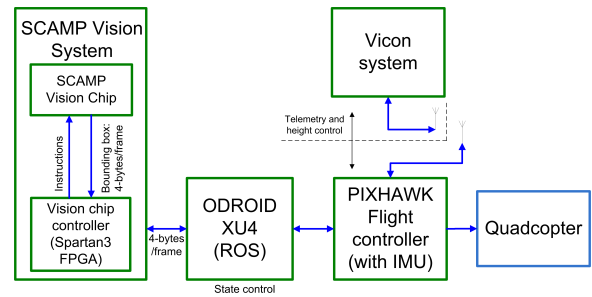 SCAMP Vision
System
SCAMP
Vision Chip
Instructions
Bounding box:
4-bytes/frame
Vision chip
controller
(Spartan3
FPGA)
4-bytes
/frame
ODROID
XU4
(ROS)
State control
Vicon
system
Telemetry and
height control
PIXHAWK
Flight
controller
(with IMU)
Quadcopter